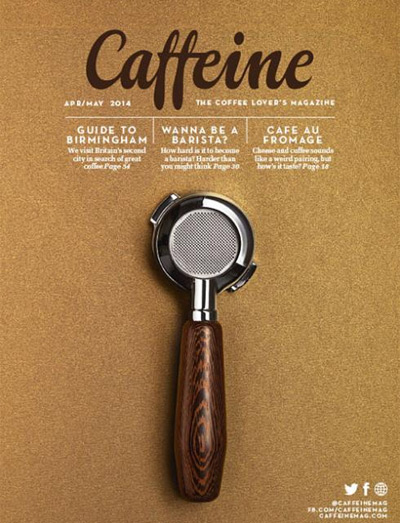 Caffeine
APR/MAY 2014
THE COFFEE LOVER'S MAGAZINE
GUIDE TO
BIRMINGHAM
We visit Britain's second
city in search of great
coffee Page 54
WANNA BE A
BARISTA?
How hard is it to become
a barista? Harder than
you might think Page 30
CAFE AU
FROMAGE
Cheese and coffee sounds
like a weird pairing, but
how's it taste? Page 18
@CAFFEINEMAG
FB.COM/CAFFEINEMAG
CAFFEINEMAG.COM